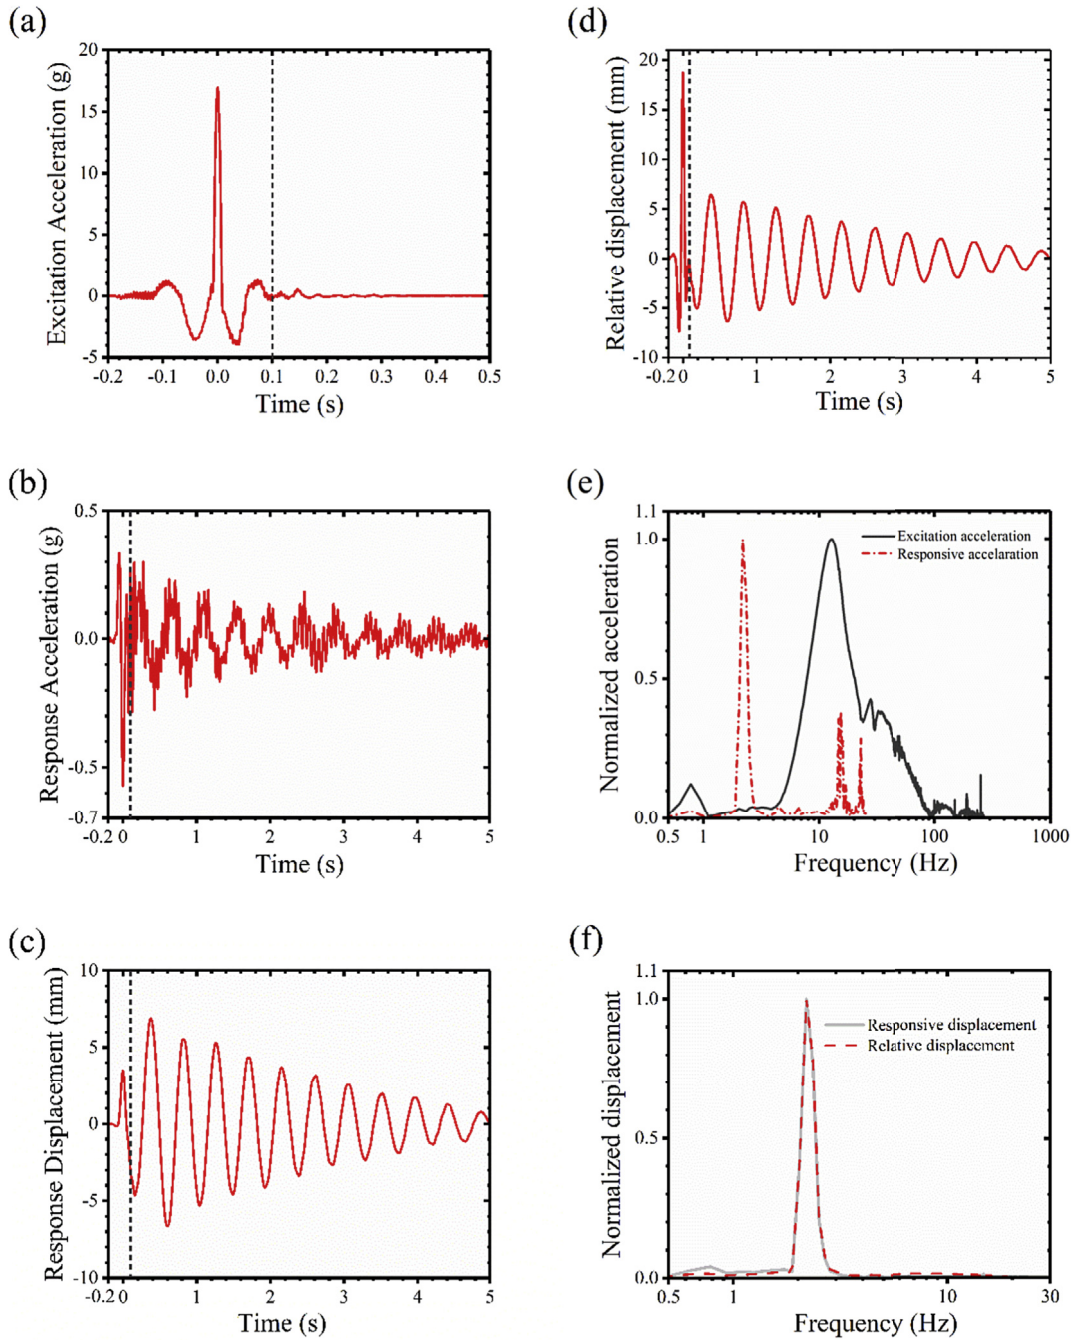 (a)
20
15
10
5
0
-5
Excitation Acceleration (g)
-0.2 -0.1 0.0 0.1 0.2 0.3 0.4 0.5
Time (s)
(d)
20
15
10
5
0
-5
-10
Relative displacement (mm)
-0.2 0 1 2 3 4 5
Time (s)
(b)
0.5
0.0
-0.5
-0.7
Response Acceleration (g)
-0.2 0 1 2 3 4 5
Time (s)
(e)
1.1
1.0
0.5
0.0
Normalized acceleration
Excitation acceleration
Responsive accelaration
0.5 1 10 100 1000
Frequency (Hz)
(c)
10
5
0
-5
-10
Response Displacement (mm)
-0.2 0 1 2 3 4 5
Time (s)
(f)
1.1
1.0
0.5
0.0
Normalized displacement
Responsive displacement
Relative displacement
0.5 1 10 30
Frequency (Hz)